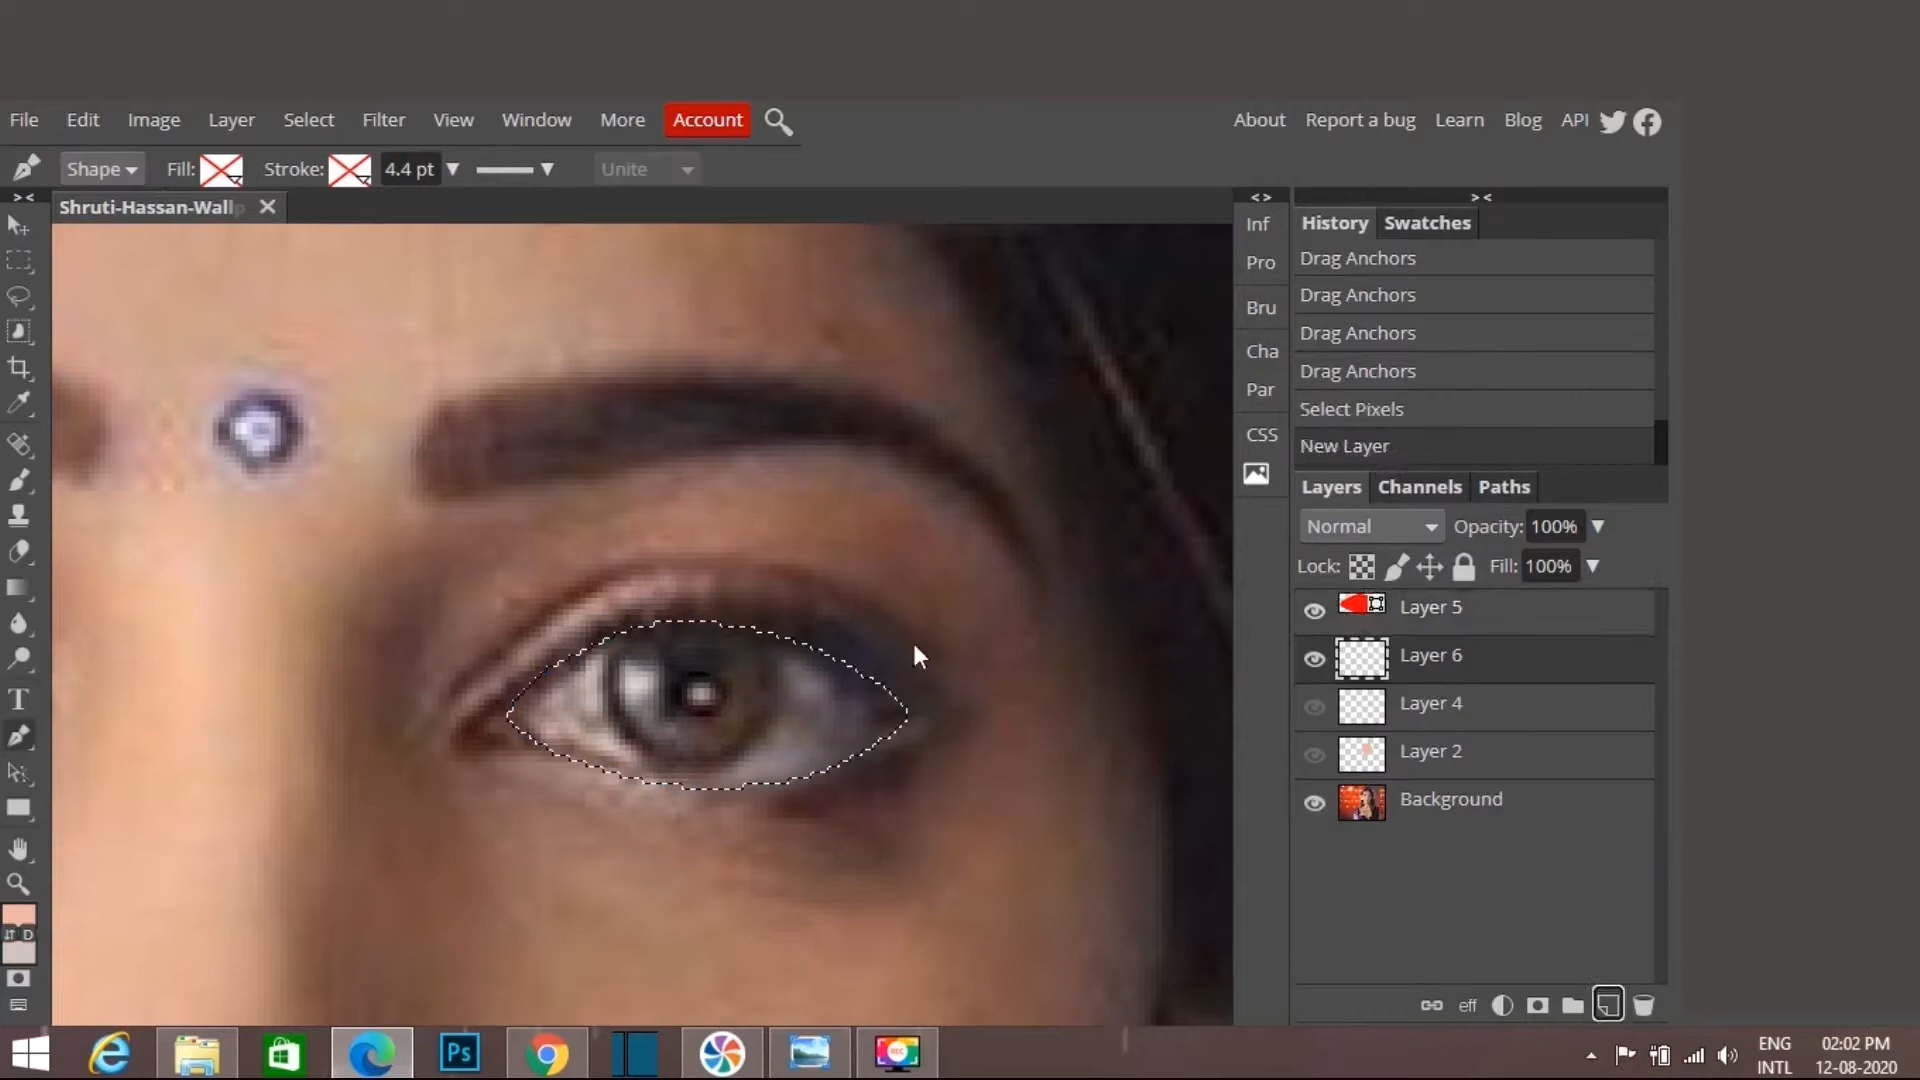 File Edit Image Layer Select Filter View Window More Account About Report a bug Learn Blog API
Shape Fill: Stroke: 4.4 pt Unite
Shruti-Hassan-Wallp
Inf
Pro
Bru
Cha
Par
CSS
History Swatches
Drag Anchors
Drag Anchors
Drag Anchors
Drag Anchors
Select Pixels
New Layer
Layers Channels Paths
Normal Opacity: 100%
Lock: Fill: 100%
Layer 5
Layer 6
Layer 4
Layer 2
Background
eff
T
D
Ps
REC
ENG 02:02 PM
INTL 12-08-2020